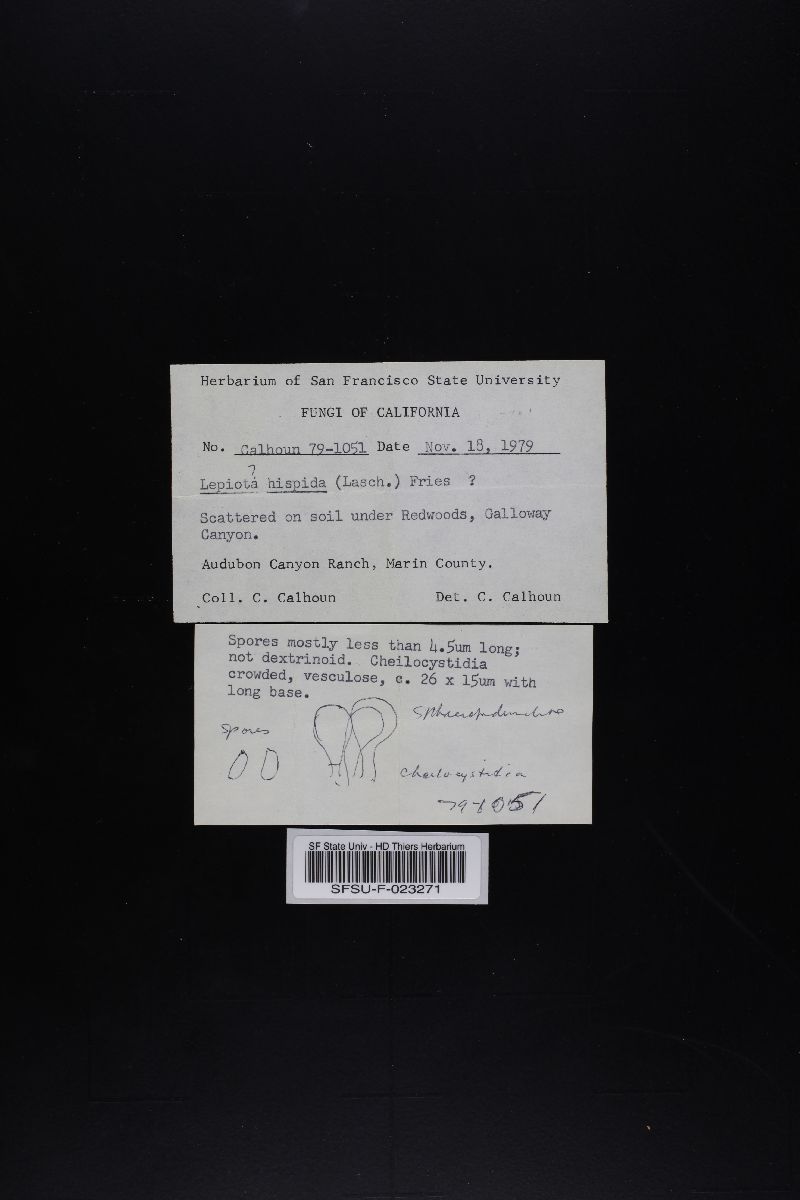 Herbarium of San Francisco State University
FUNGI OF CALIFORNIA
No. Calhoun 79-1051 Date Nov. 18, 1979
?
Lepiota hispida (Lasch.) Fries ?
Scattered on soil under Redwoods, Galloway
Canyon.
Audubon Canyon Ranch, Marin County.
Coll. C. Calhoun Det. C. Calhoun
Spores mostly less than 4.5um long;
not dextrinoid. Cheilocystidia
crowded, vesculose, c. 26 x 15um with
long base.
spores
cheilocystidia
79-1051
SF State Univ - HD Thiers Herbarium
SFSU-F-023271